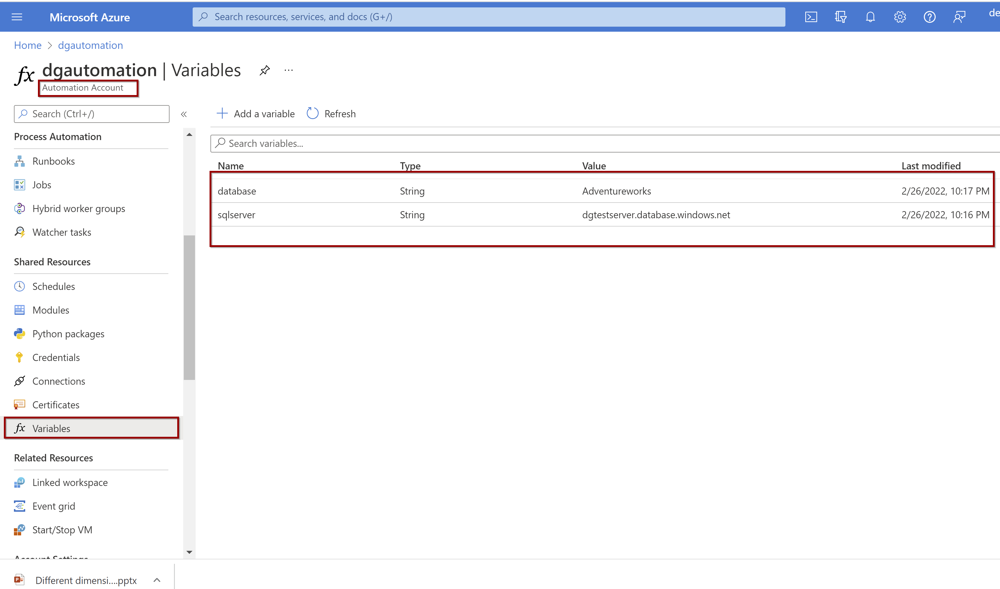 Microsoft Azure
Search resources, services, and docs (G+/)
de
Home > dgautomation
fx dgautomation | Variables ...
Automation Account
Search (Ctrl+/)
«
Add a variable
Refresh
Process Automation
Runbooks
Jobs
Hybrid worker groups
Watcher tasks
Shared Resources
Schedules
Modules
Python packages
Credentials
Connections
Certificates
fx Variables
Related Resources
Linked workspace
Event grid
Start/Stop VM
Account Settings
Search variables...
Name Type Value Last modified
database String Adventureworks 2/26/2022, 10:17 PM
sqlserver String dgtestserver.database.windows.net 2/26/2022, 10:16 PM
Different dimensi....pptx